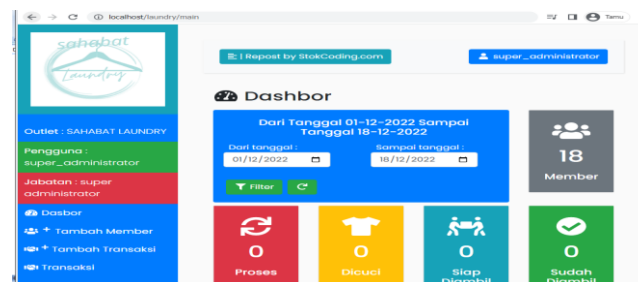 localhost/laundry/main
Tamu
sahabat
Laundry
| Repost by StokCoding.com
super_administrator
Dashbor
Outlet : SAHABAT LAUNDRY
Pengguna :
super_administrator
Jabatan : super
administrator
Dasbor
+ Tambah Member
+ Tambah Transaksi
Transaksi
Dari Tanggal 01-12-2022 Sampai
Tanggal 18-12-2022
Dari tanggal :
Sampai tanggal :
01/12/2022
18/12/2022
Filter
18
Member
0
Proses
0
Dicuci
0
Siap
Diambil
0
Sudah
Diambil